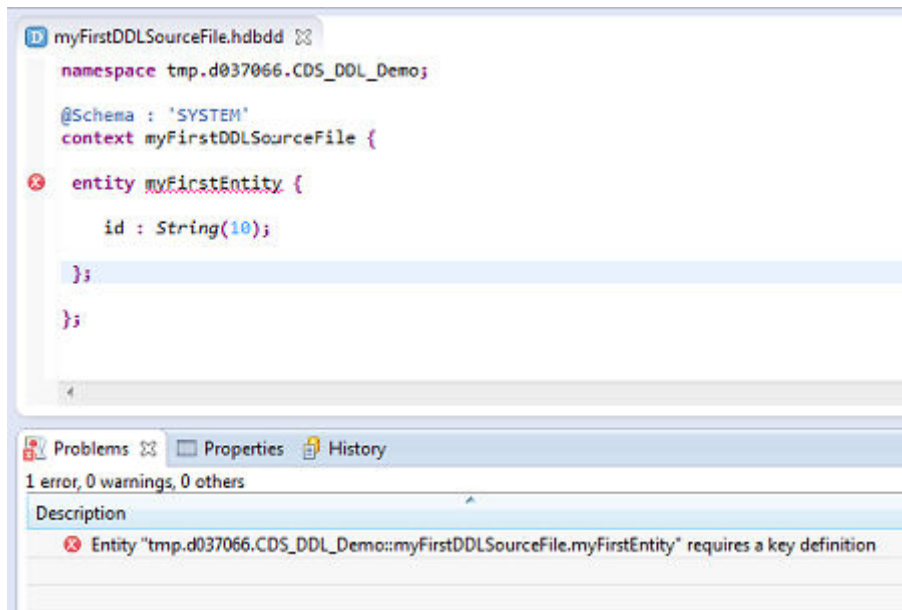 myFirstDDLSourceFile.hdbdd
namespace tmp.d037066.CDS_DDL_Demo;
@Schema : 'SYSTEM'
context myFirstDDLSourceFile {
entity myFirstEntity {
id : String(10);
};
};
Problems Properties History
1 error, 0 warnings, 0 others
Description
Entity "tmp.d037066.CDS_DDL_Demo::myFirstDDLSourceFile.myFirstEntity" requires a key definition